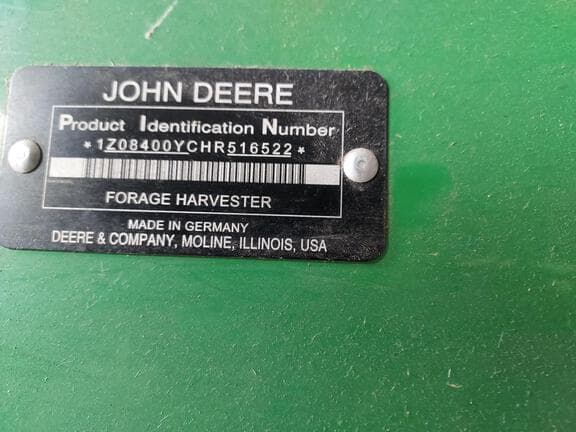 JOHN DEERE
Product Identification Number
*1Z08400YCHR516522*
FORAGE HARVESTER
MADE IN GERMANY
DEERE & COMPANY, MOLINE, ILLINOIS, USA